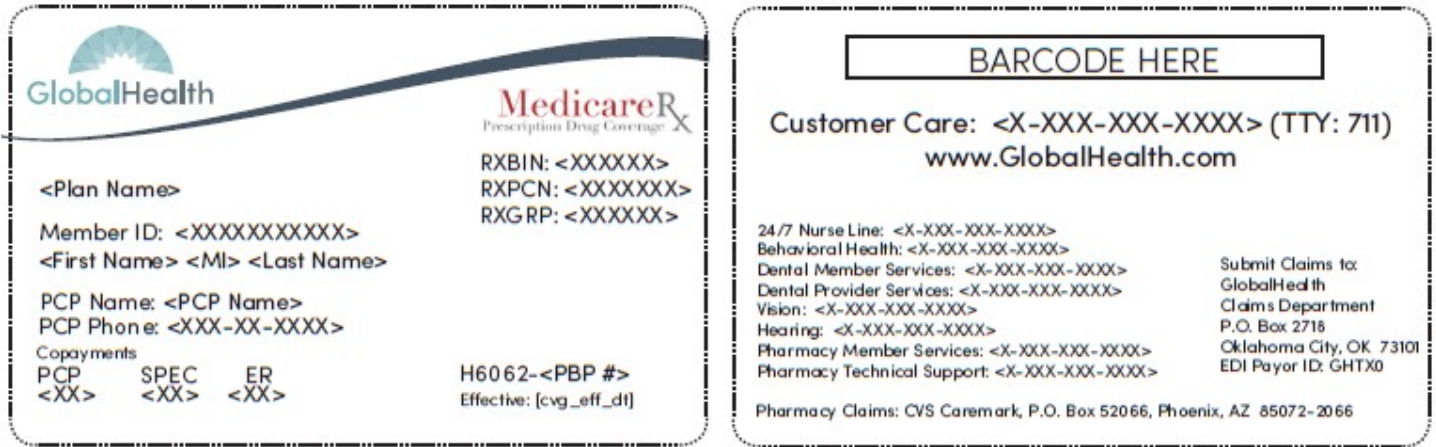 GlobalHealth
MedicareRx
Prescription Drug Coverage
RXBIN: <XXXXXX>
RXPCN: <XXXXXXX>
RXGRP: <XXXXXX>
<Plan Name>
Member ID: <XXXXXXXXXXX>
<First Name> <MI> <Last Name>
PCP Name: <PCP Name>
PCP Phone: <XXX-XX-XXXX>
Copayments
PCP SPEC ER
<XX> <XX> <XX>
H6062-<PBP #>
Effective: [cvg_eff_dt]
BARCODE HERE
Customer Care: <X-XXX-XXX-XXXX> (TTY: 711)
www.GlobalHealth.com
24/7 Nurse Line: <X-XXX-XXX-XXXX>
Behavioral Health: <X-XXX-XXX-XXXX>
Dental Member Services: <X-XXX-XXX-XXXX>
Dental Provider Services: <X-XXX-XXX-XXXX>
Vision: <X-XXX-XXX-XXXX>
Hearing: <X-XXX-XXX-XXXX>
Pharmacy Member Services: <X-XXX-XXX-XXXX>
Pharmacy Technical Support: <X-XXX-XXX-XXXX>
Submit Claims to:
GlobalHealth
Claims Department
P.O. Box 2718
Oklahoma City, OK 73101
EDI Payor ID: GHTX0
Pharmacy Claims: CVS Caremark, P.O. Box 52066, Phoenix, AZ 85072-2066